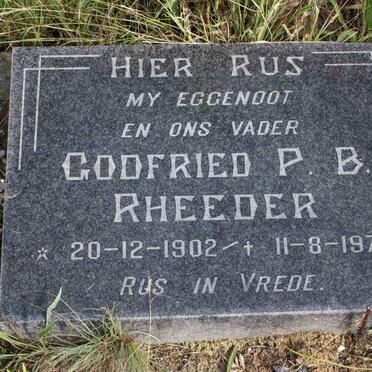 HIER RUS
MY EGGENOOT
EN ONS VADER
GODFRIED P. B.
RHEEDER
* 20-12-1902 / † 11-8-197
RUS IN VREDE.